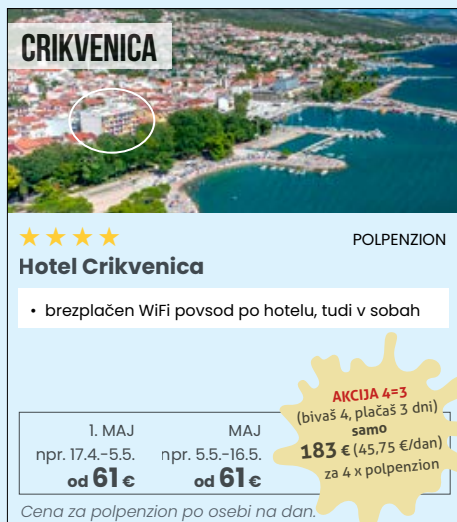 CRIKVENICA
POLPENZION
Hotel Crikvenica
• brezplačen WiFi povsod po hotelu, tudi v sobah
AKCIJA 4=3
(bivaš 4, plačaš 3 dni)
samo
183 € (45,75 €/dan)
za 4 x polpenzion
1. MAJ
npr. 17.4.-5.5.
od 61 €
MAJ
npr. 5.5.-16.5.
od 61 €
Cena za polpenzion po osebi na dan.